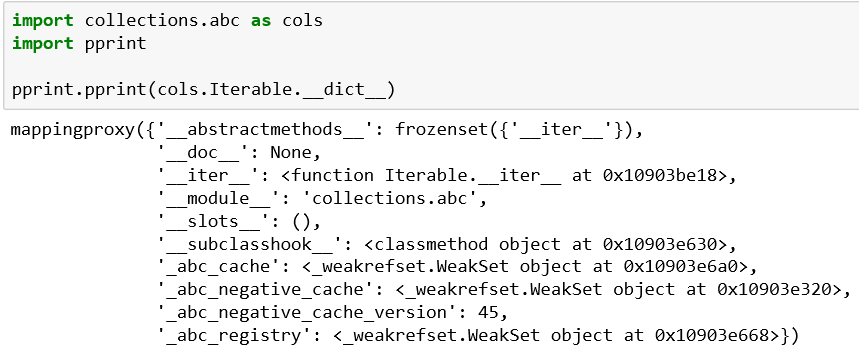 import collections.abc as cols
import pprint
pprint.pprint(cols.Iterable.__dict__)
mappingproxy({'__abstractmethods__': frozenset({'__iter__'}),
'__doc__': None,
'__iter__': <function Iterable.__iter__ at 0x10903be18>,
'__module__': 'collections.abc',
'__slots__': (),
'__subclasshook__': <classmethod object at 0x10903e630>,
'_abc_cache': <_weakrefset.WeakSet object at 0x10903e6a0>,
'_abc_negative_cache': <_weakrefset.WeakSet object at 0x10903e320>,
'_abc_negative_cache_version': 45,
'_abc_registry': <_weakrefset.WeakSet object at 0x10903e668>})